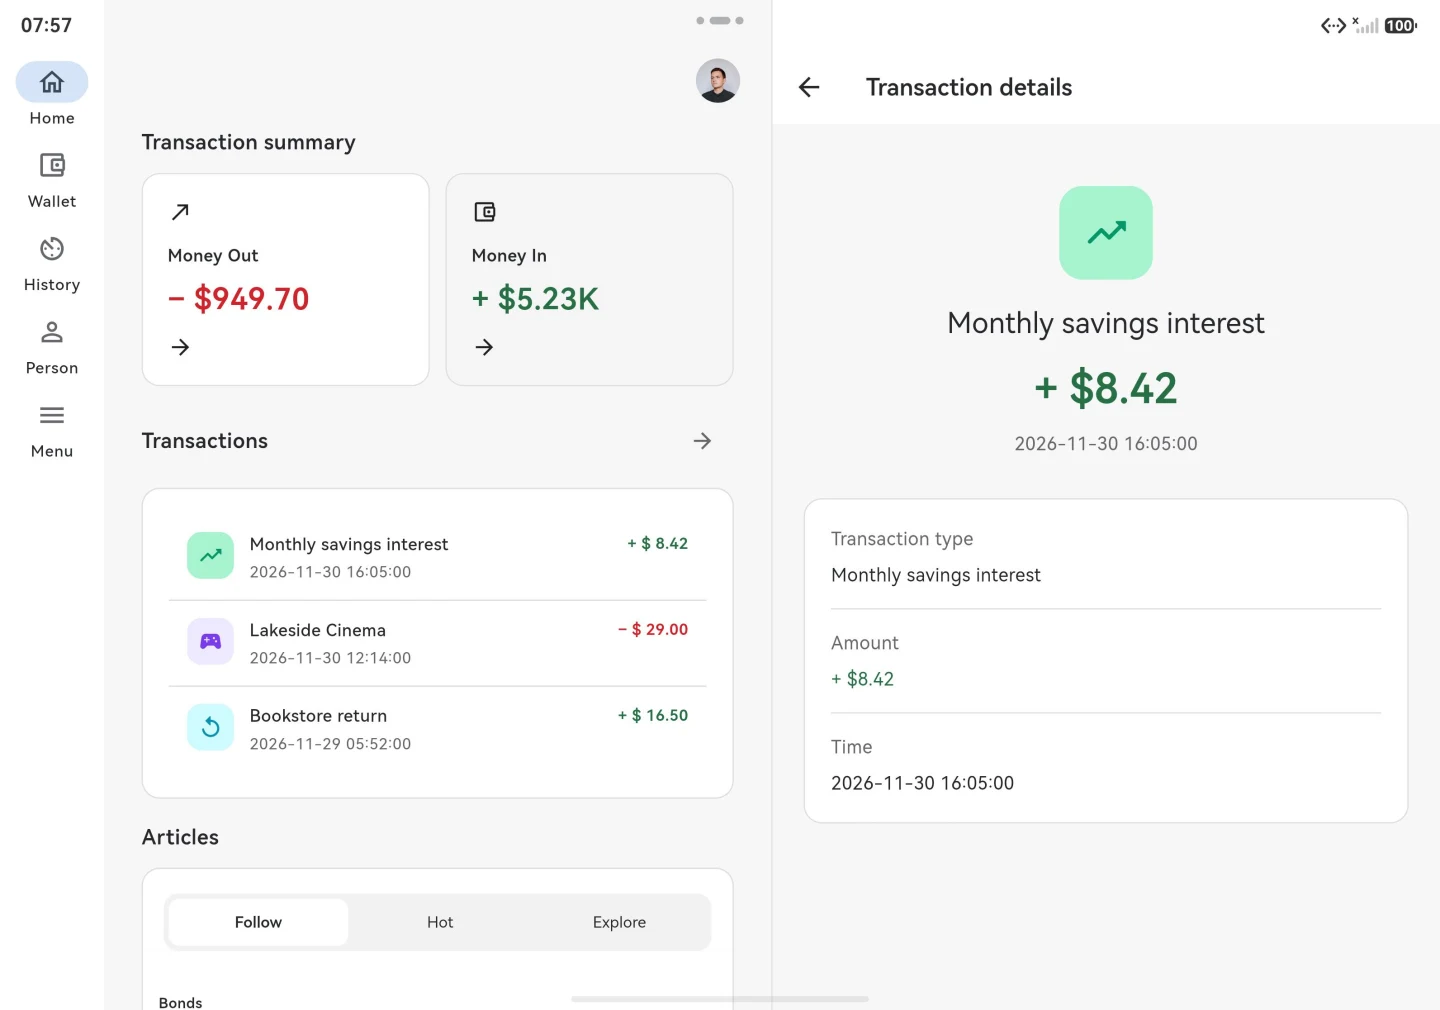 07:57
Home
Wallet
History
Person
Menu
Transaction summary
Money Out
– $949.70
Money In
+ $5.23K
Transactions
Monthly savings interest
+ $ 8.42
2026-11-30 16:05:00
Lakeside Cinema
– $ 29.00
2026-11-30 12:14:00
Bookstore return
+ $ 16.50
2026-11-29 05:52:00
Articles
Follow
Hot
Explore
Bonds
100
Transaction details
Monthly savings interest
+ $8.42
2026-11-30 16:05:00
Transaction type
Monthly savings interest
Amount
+ $8.42
Time
2026-11-30 16:05:00